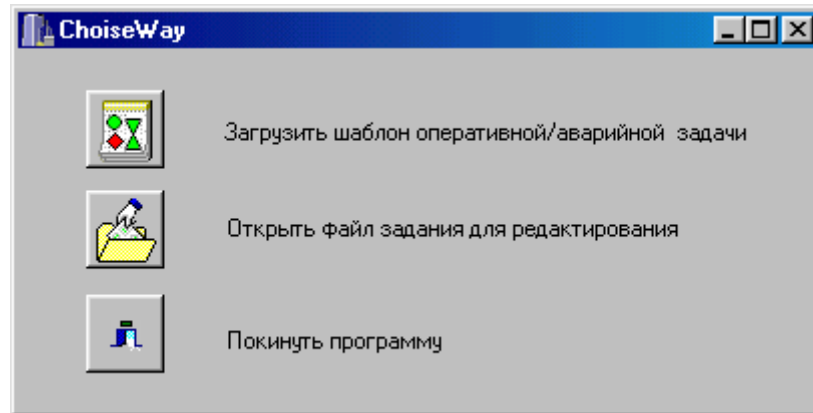 ChoiseWay
Загрузить шаблон оперативной/аварийной задачи
Открыть файл задания для редактирования
Покинуть программу